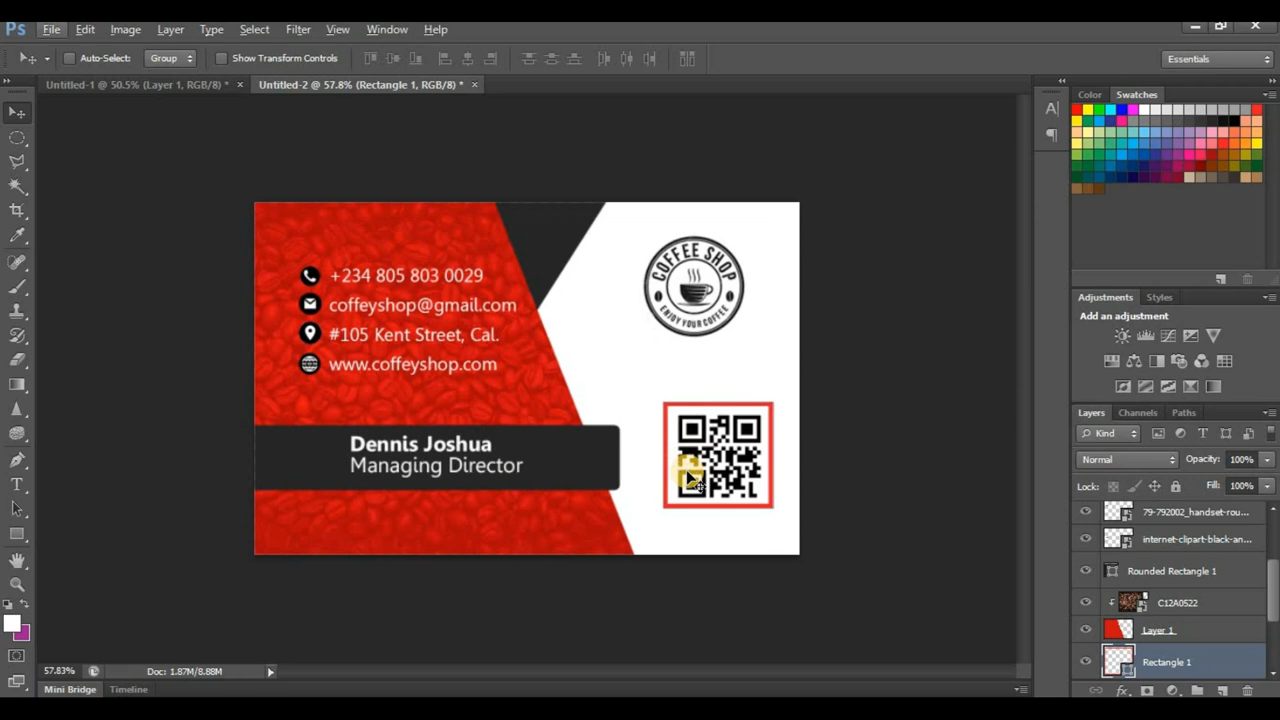 Ps File Edit Image Layer Type Select Filter View Window Help
Auto-Select: Group Show Transform Controls Essentials
Untitled-1 @ 50.5% (Layer 1, RGB/8) * × Untitled-2 @ 57.8% (Rectangle 1, RGB/8) * ×
Color Swatches
COFFEE SHOP
ENJOY YOUR COFFEE
+234 805 803 0029
coffeyshop@gmail.com
#105 Kent Street, Cal.
www.coffeyshop.com
Dennis Joshua
Managing Director
Adjustments Styles
Add an adjustment
Layers Channels Paths
Kind
Normal Opacity: 100%
Lock: Fill: 100%
79-792002_handset-rou...
internet-clipart-black-an...
Rounded Rectangle 1
C12A0522
Layer 1
Rectangle 1
57.83% Doc: 1.87M/8.88M
Mini Bridge Timeline